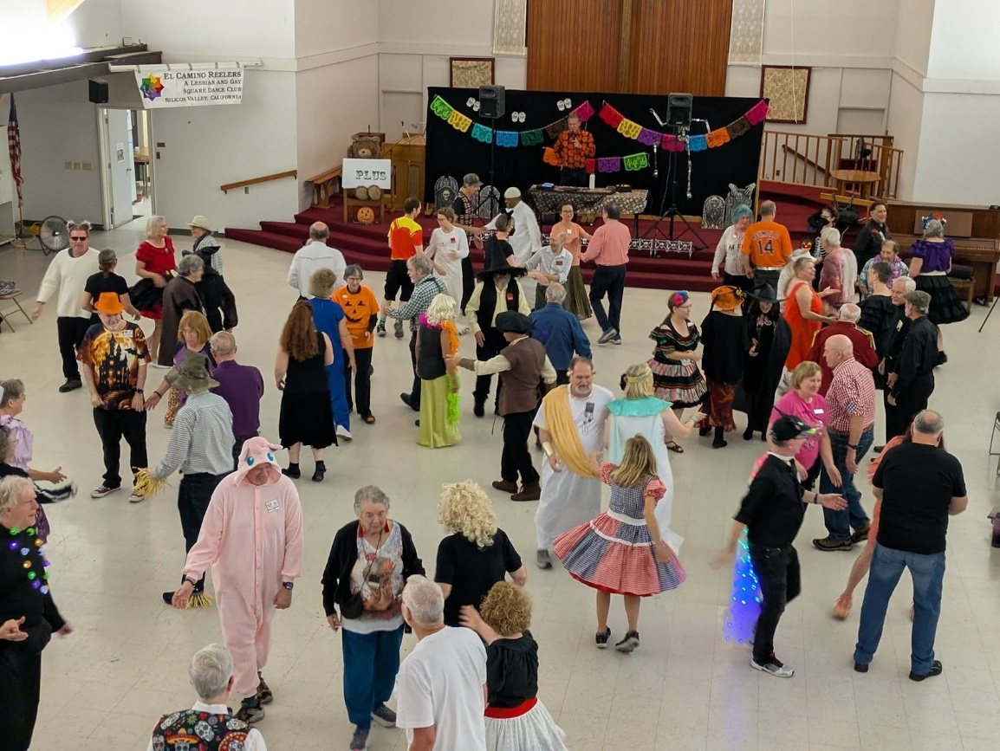 EL CAMINO REELERS
A LESBIAN AND GAY
SQUARE DANCE CLUB
SILICON VALLEY, CALIFORNIA
PLUS
14